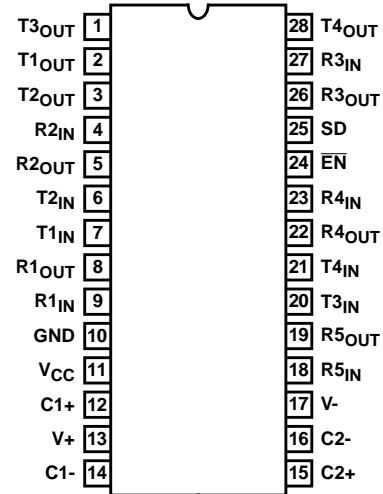 T3OUT 1 28 T4OUT
T1OUT 2 27 R3IN
T2OUT 3 26 R3OUT
R2IN 4 25 SD
R2OUT 5 24 E̅N̅
T2IN 6 23 R4IN
T1IN 7 22 R4OUT
R1OUT 8 21 T4IN
R1IN 9 20 T3IN
GND 10 19 R5OUT
VCC 11 18 R5IN
C1+ 12 17 V-
V+ 13 16 C2-
C1- 14 15 C2+